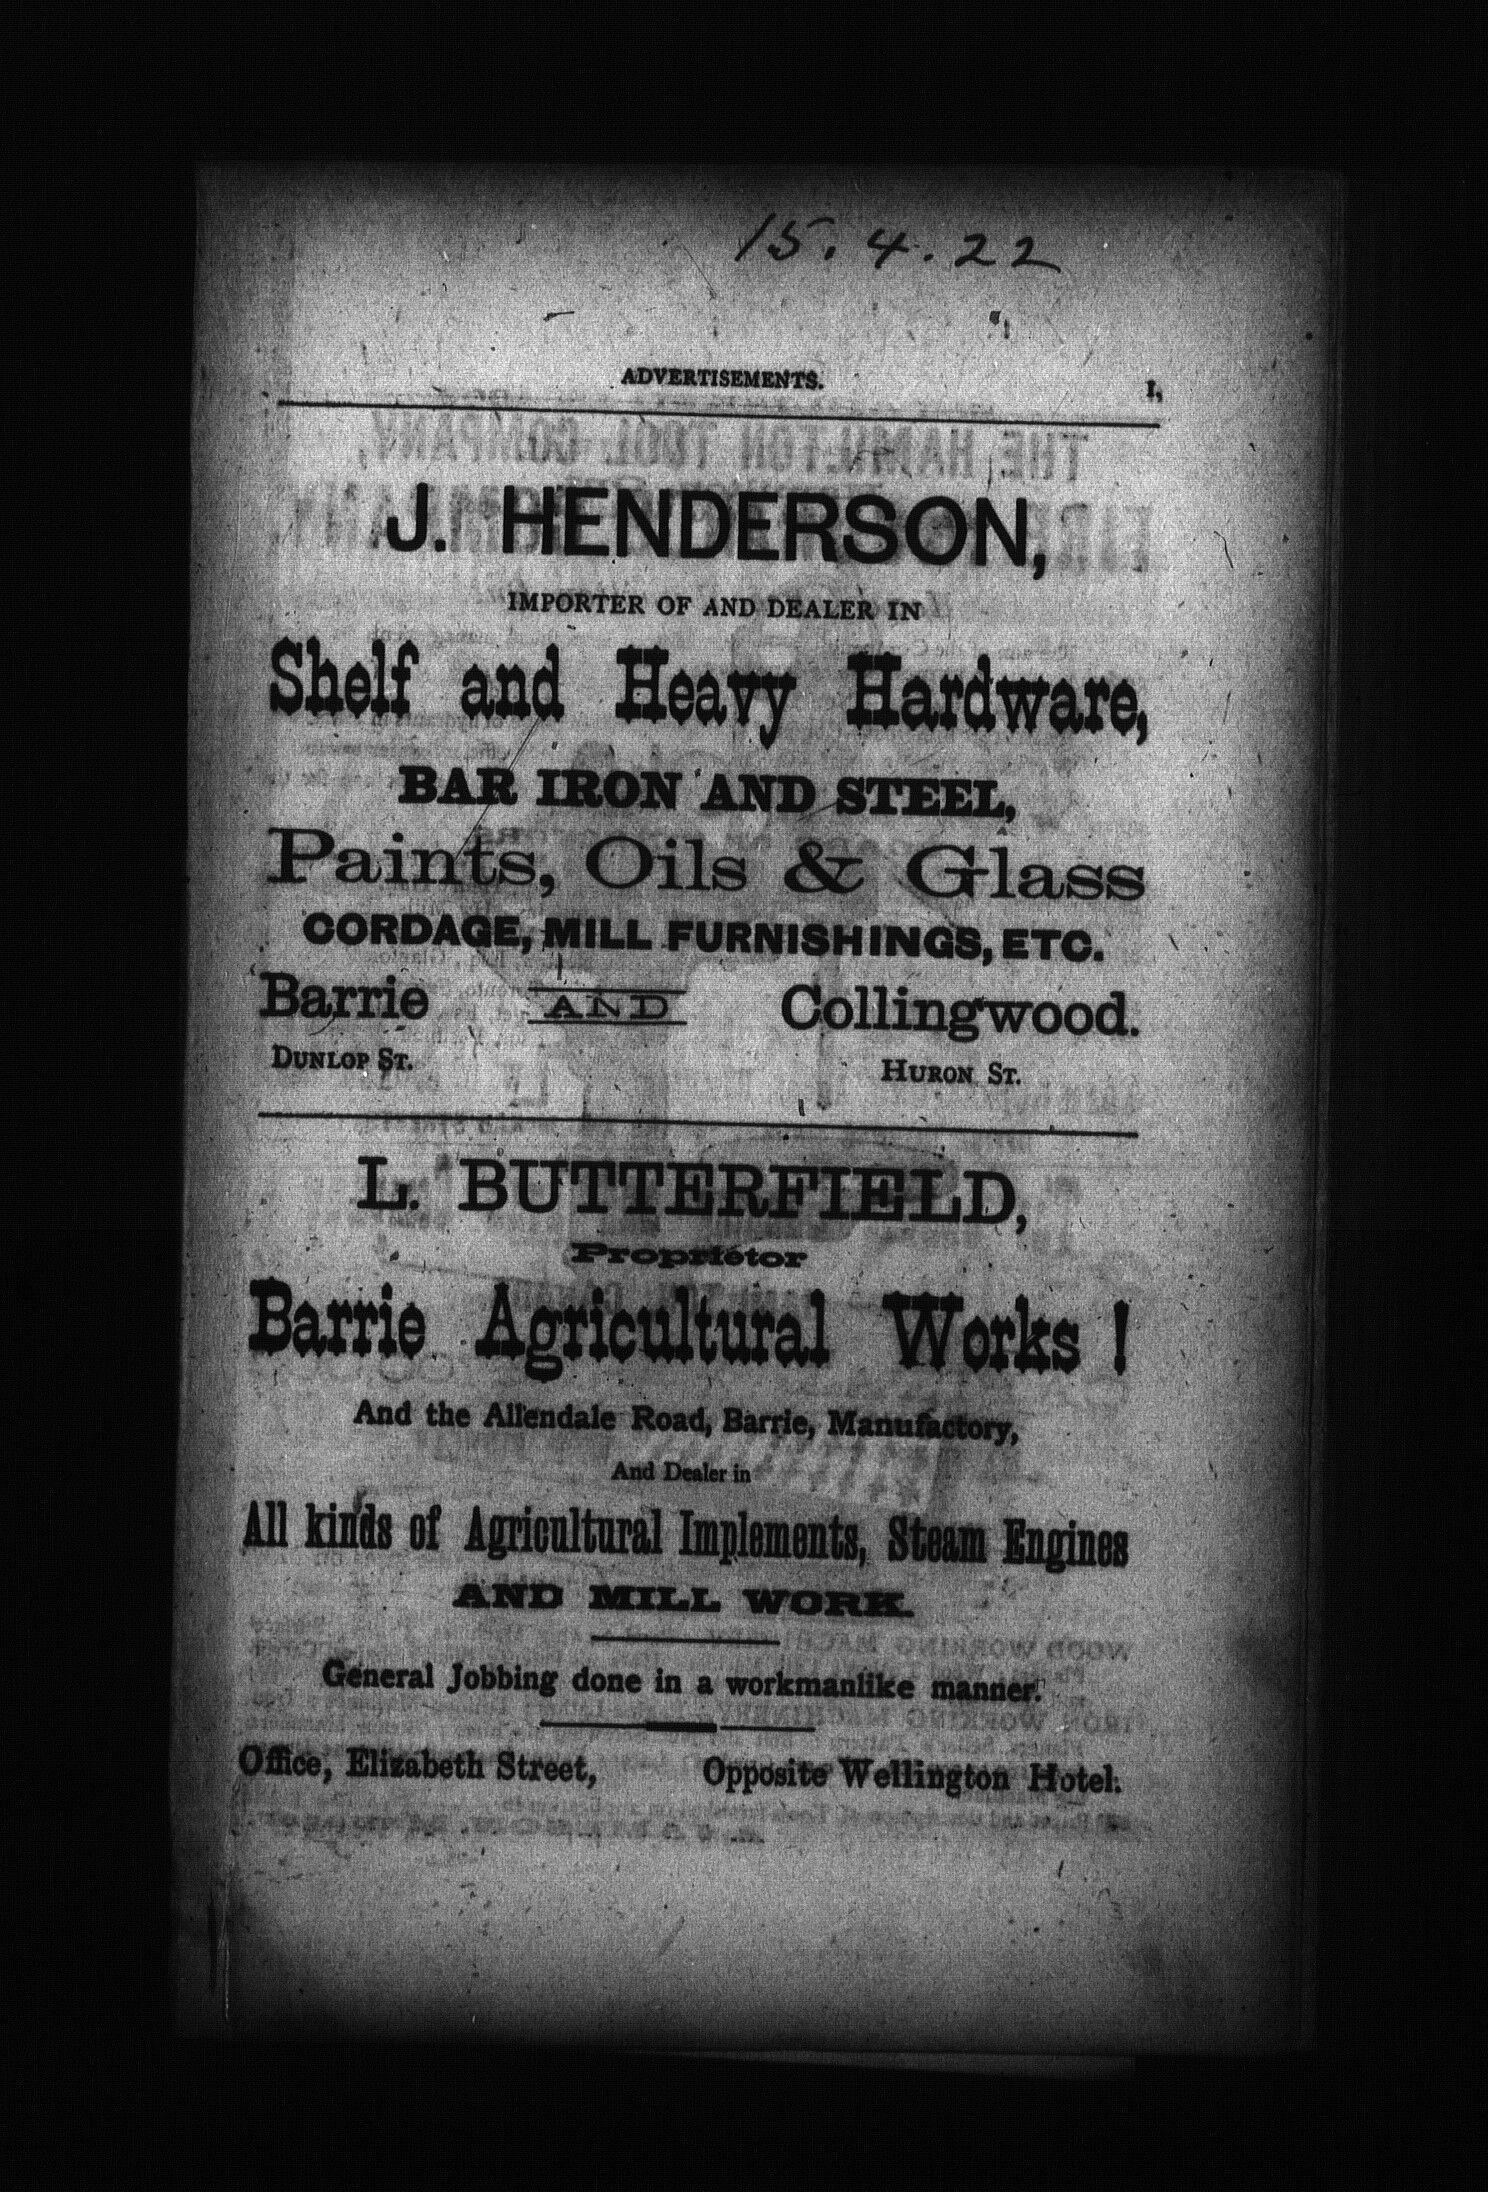 15.4.22
ADVERTISEMENTS. I,
J. HENDERSON,
IMPORTER OF AND DEALER IN
Shelf and Heavy Hardware,
BAR IRON AND STEEL,
Paints, Oils & Glass
CORDAGE, MILL FURNISHINGS, ETC.
Barrie AND Collingwood.
DUNLOP ST. HURON ST.
L. BUTTERFIELD,
Proprietor
Barrie Agricultural Works !
And the Allendale Road, Barrie, Manufactory,
And Dealer in
All kinds of Agricultural Implements, Steam Engines
AND MILL WORK.
General Jobbing done in a workmanlike manner.
Office, Elizabeth Street, Opposite Wellington Hotel.